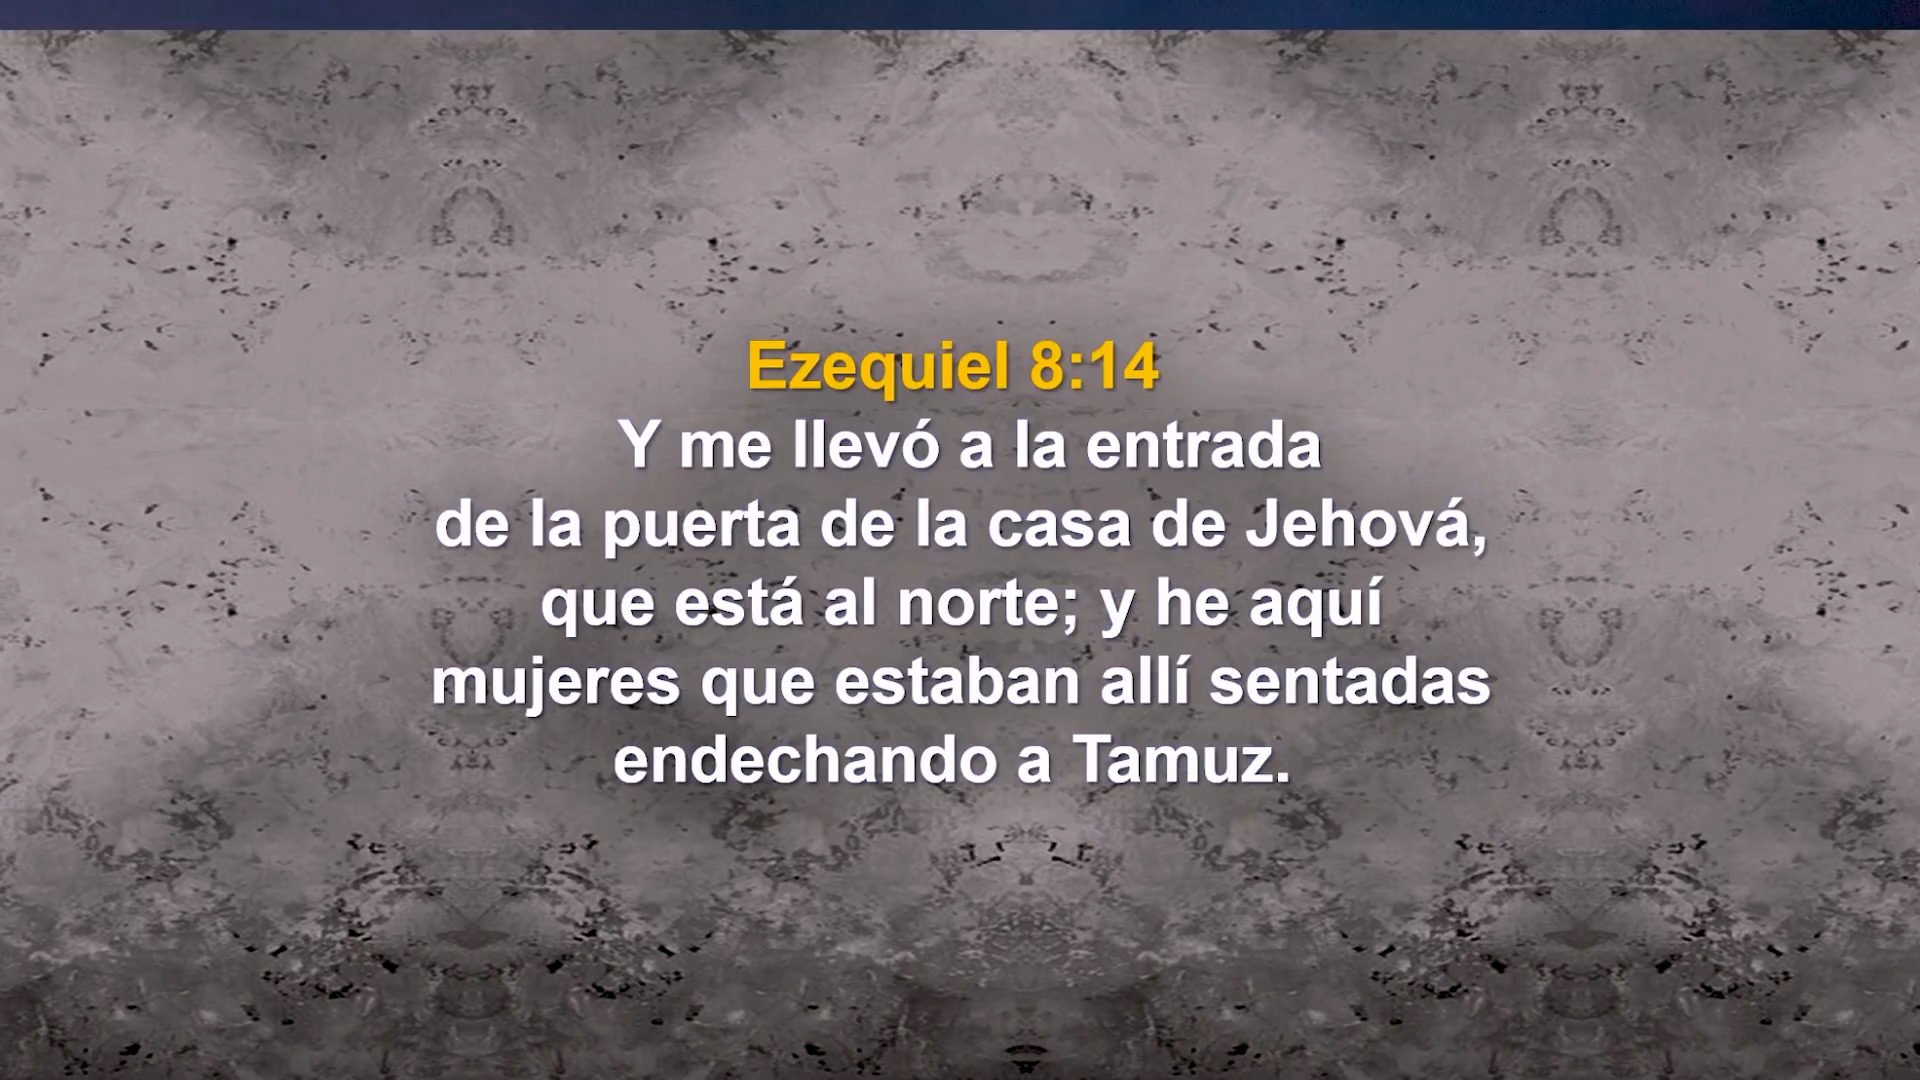 Ezequiel 8:14
Y me llevó a la entrada
de la puerta de la casa de Jehová,
que está al norte; y he aquí
mujeres que estaban allí sentadas
endechando a Tamuz.